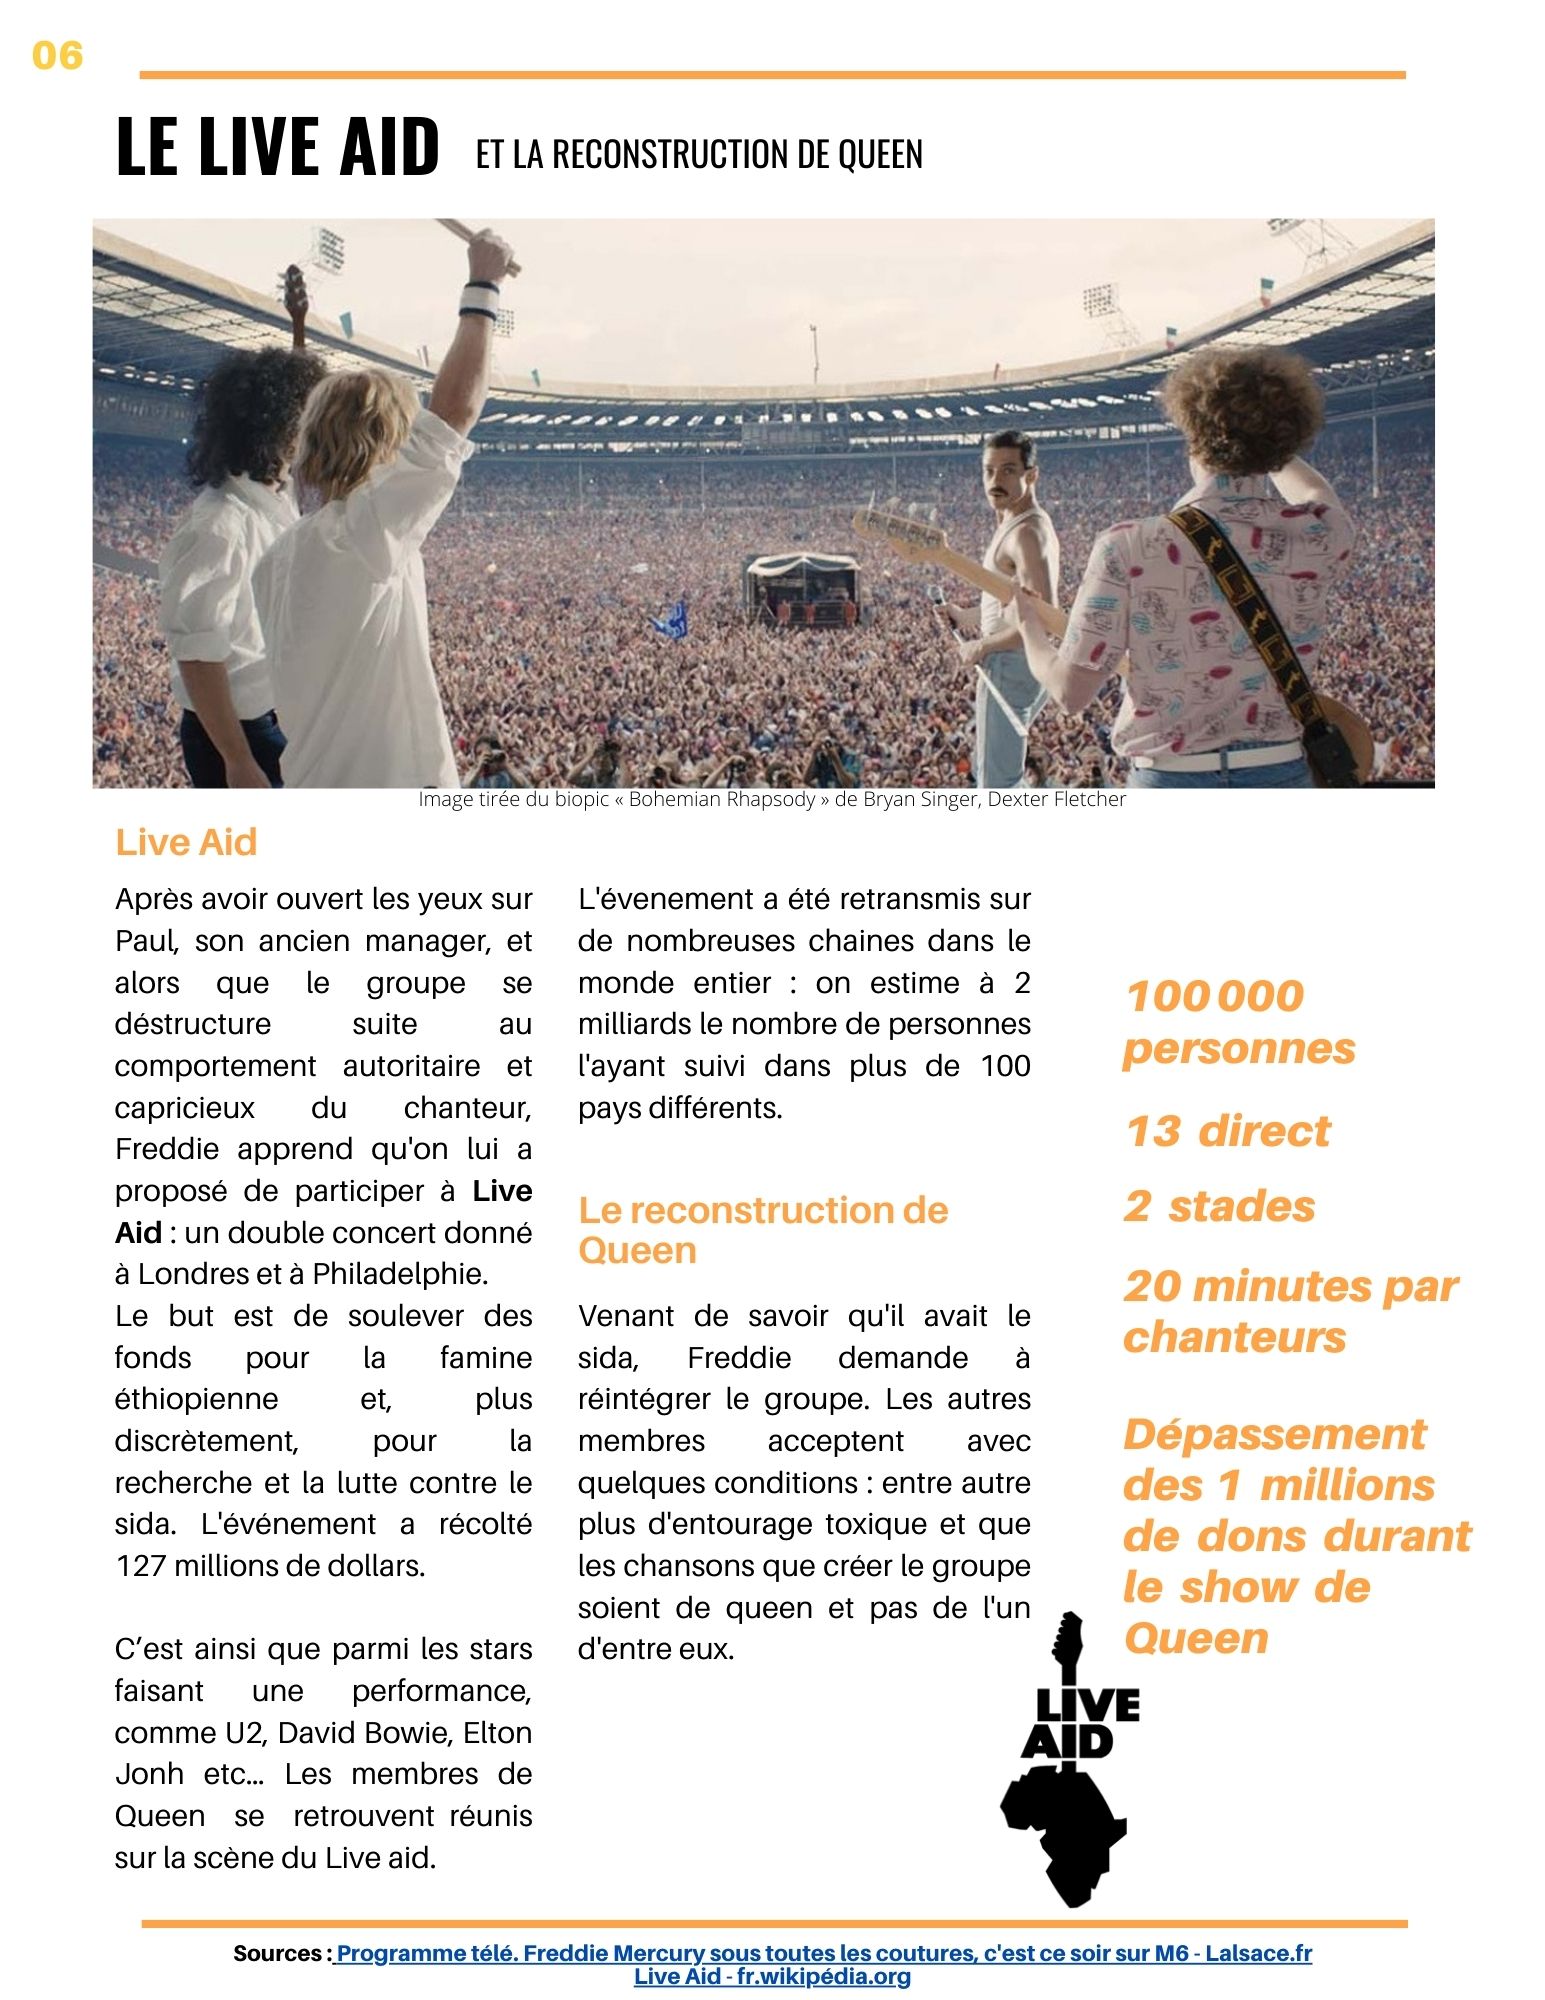 06
LE LIVE AID ET LA RECONSTRUCTION DE QUEEN
Image tirée du biopic « Bohemian Rhapsody » de Bryan Singer, Dexter Fletcher
Live Aid
Après avoir ouvert les yeux sur
Paul, son ancien manager, et
alors que le groupe se
déstructure suite au
comportement autoritaire et
capricieux du chanteur,
Freddie apprend qu'on lui a
proposé de participer à Live
Aid : un double concert donné
à Londres et à Philadelphie.
Le but est de soulever des
fonds pour la famine
éthiopienne et, plus
discrètement, pour la
recherche et la lutte contre le
sida. L'événement a récolté
127 millions de dollars.
C’est ainsi que parmi les stars
faisant une performance,
comme U2, David Bowie, Elton
Jonh etc... Les membres de
Queen se retrouvent réunis
sur la scène du Live aid.
L'évenement a été retransmis sur
de nombreuses chaines dans le
monde entier : on estime à 2
milliards le nombre de personnes
l'ayant suivi dans plus de 100
pays différents.
Le reconstruction de
Queen
Venant de savoir qu'il avait le
sida, Freddie demande à
réintégrer le groupe. Les autres
membres acceptent avec
quelques conditions : entre autre
plus d'entourage toxique et que
les chansons que créer le groupe
soient de queen et pas de l'un
d'entre eux.
100 000
personnes
13 direct
2 stades
20 minutes par
chanteurs
Dépassement
des 1 millions
de dons durant
le show de
Queen
LIVE
AID
Sources : Programme télé. Freddie Mercury sous toutes les coutures, c'est ce soir sur M6 - Lalsace.fr
Live Aid - fr.wikipédia.org